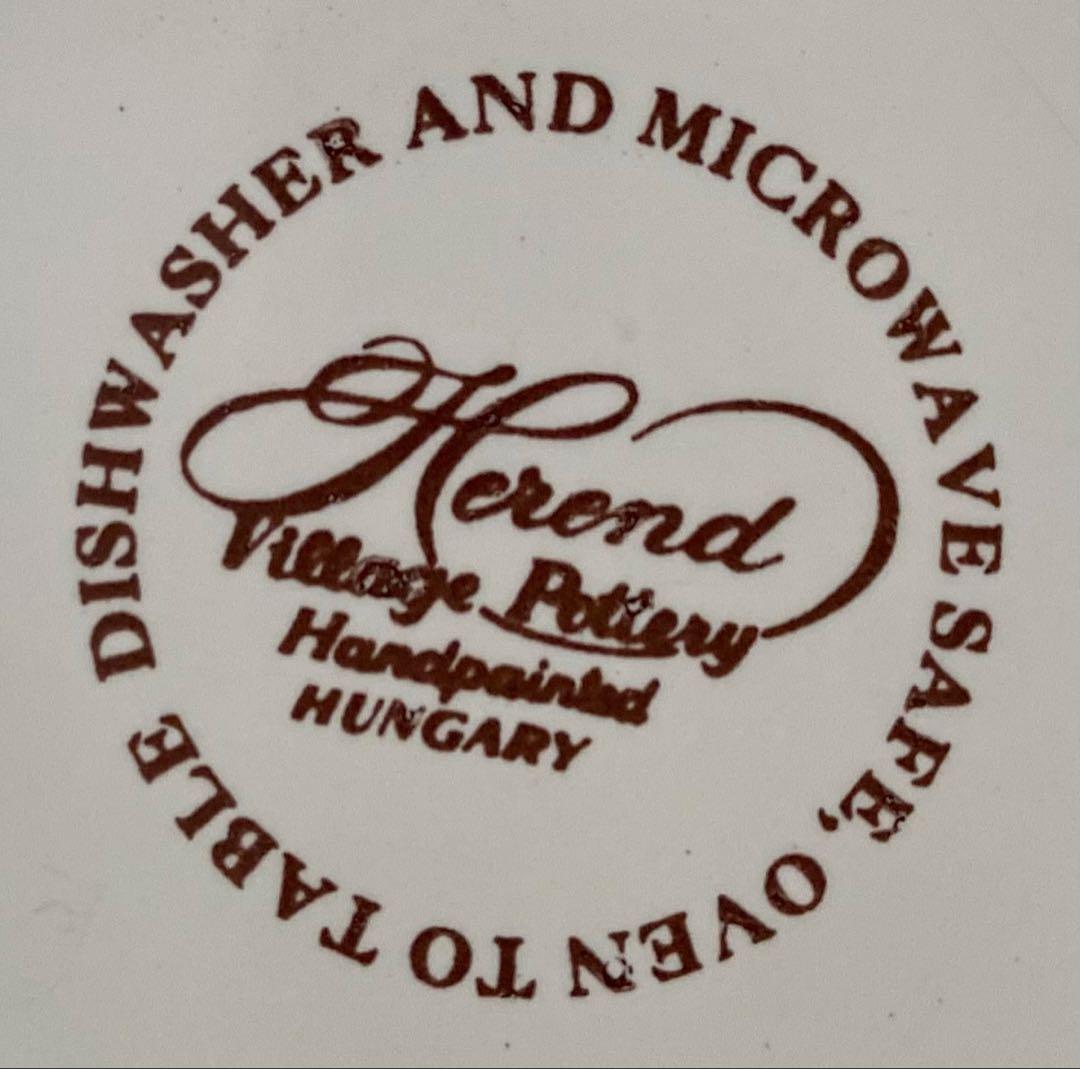 DISHWASHER AND MICROWAVE SAFE, OVEN TO TABLE
Herend
Village Pottery
Handpainted
HUNGARY